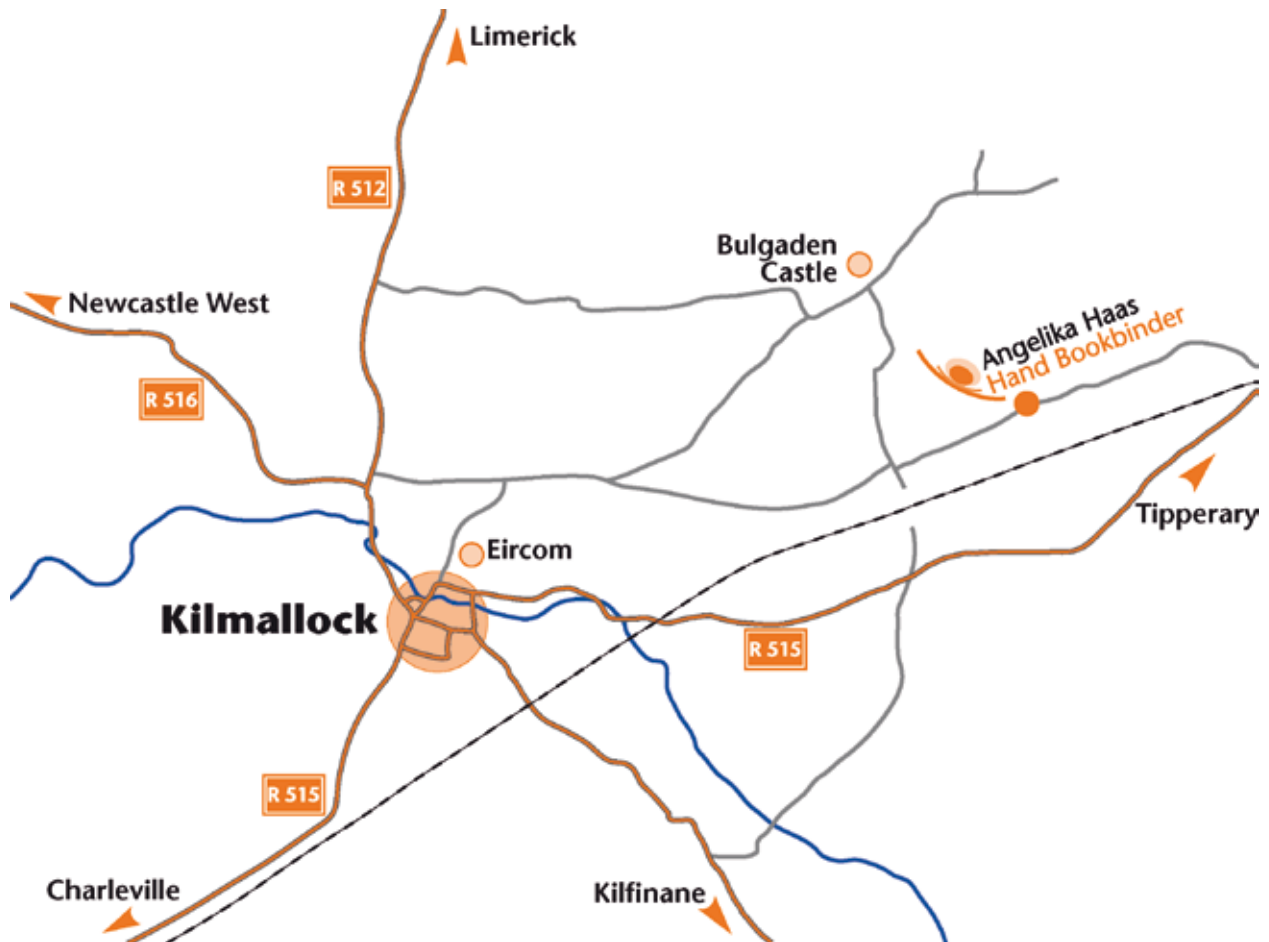 Limerick
R 512
Bulgaden
Castle
Newcastle West
Angelika Haas
Hand Bookbinder
R 516
Tipperary
Eircom
Kilmallock
R 515
R 515
Charleville
Kilfinane